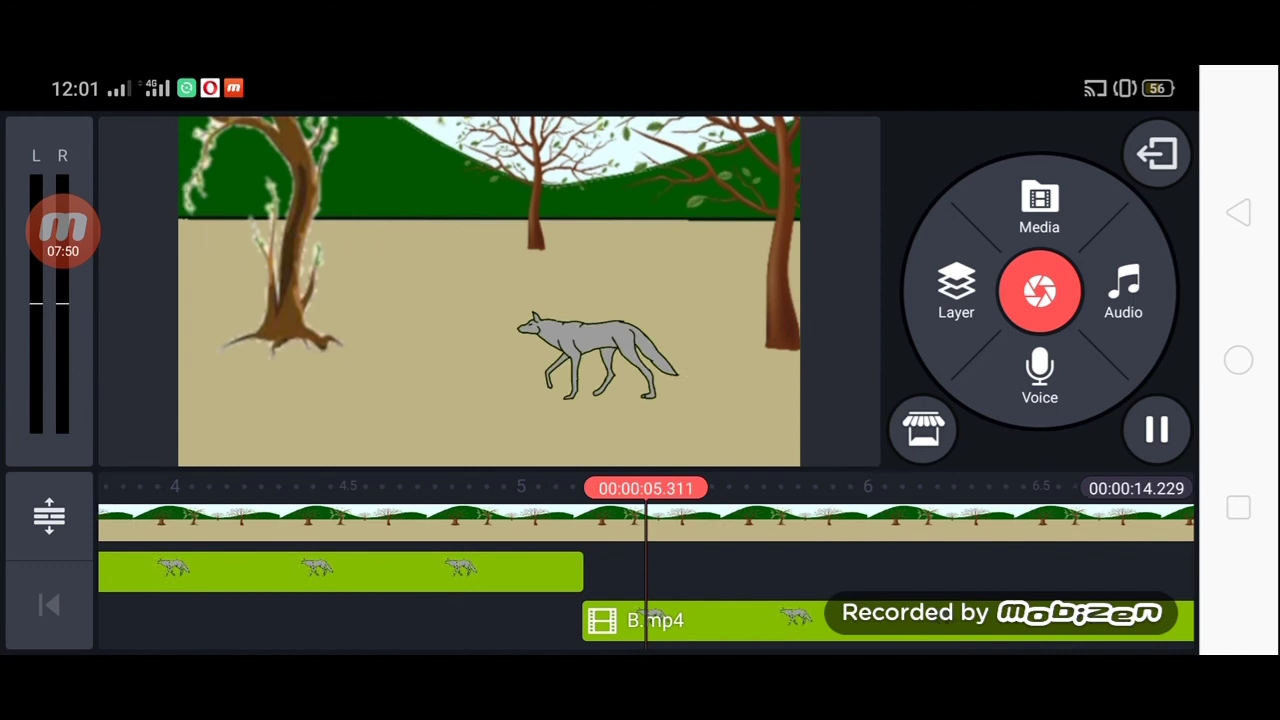 12:01 4G 56
L R
07:50
Media
Layer
Audio
Voice
4 4.5 5 00:00:05.311 6 6.5 00:00:14.229
B.mp4
Recorded by mobizen